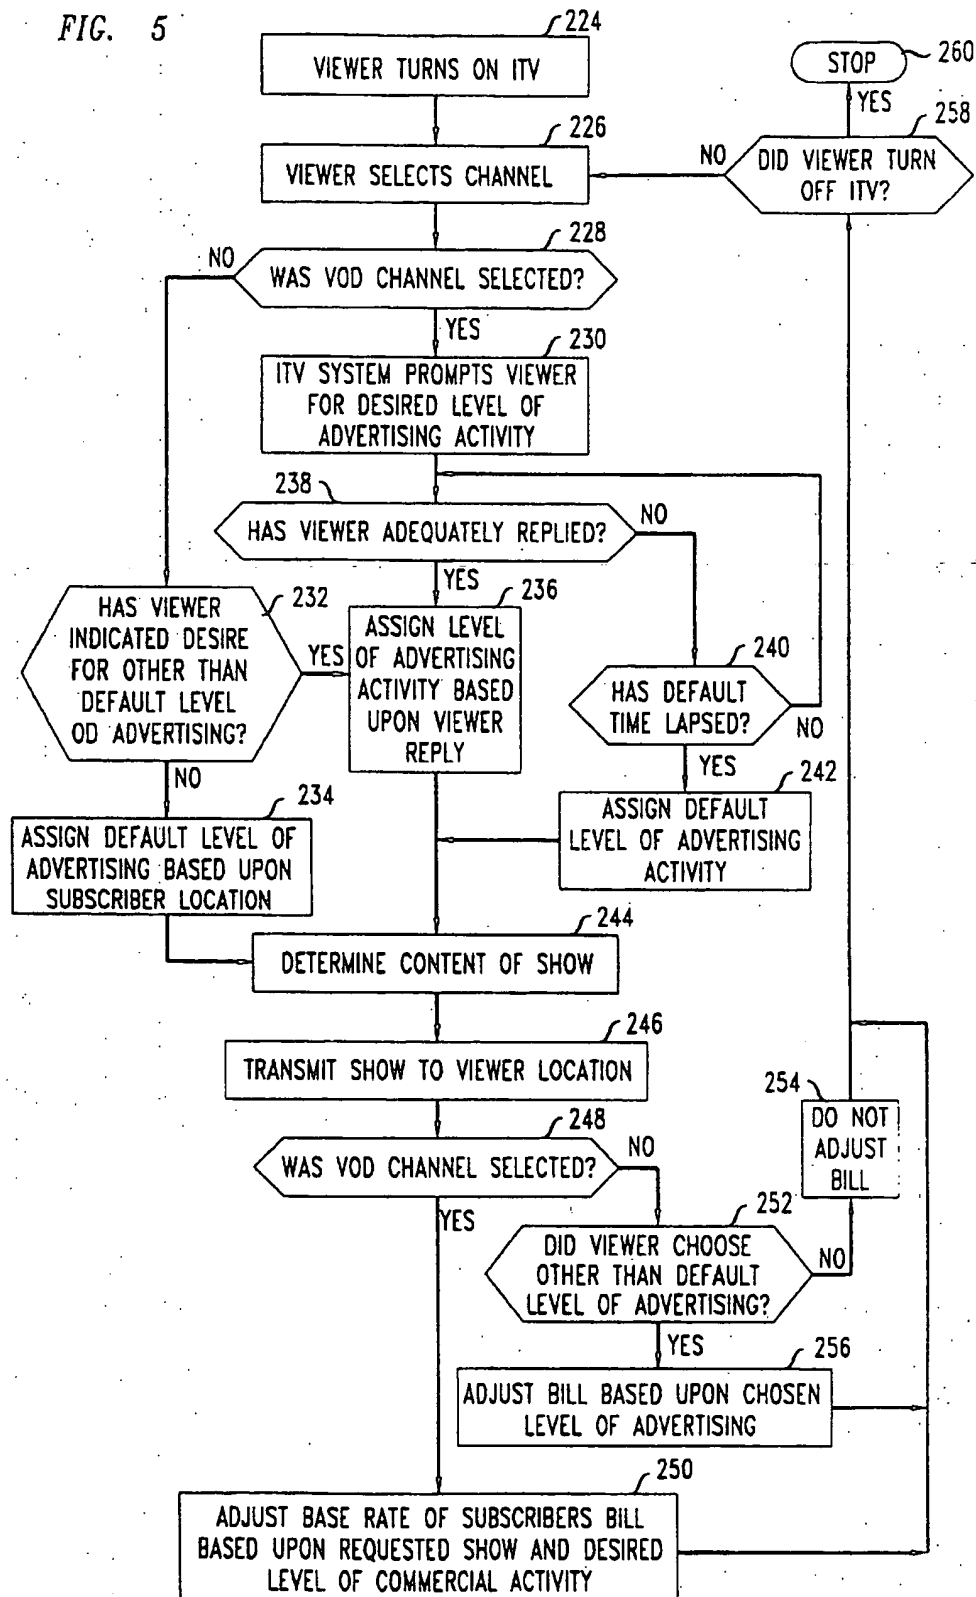 FIG. 5
224
VIEWER TURNS ON ITV
STOP
260
YES
258
DID VIEWER TURN
OFF ITV?
NO
226
VIEWER SELECTS CHANNEL
228
NO
WAS VOD CHANNEL SELECTED?
YES
230
ITV SYSTEM PROMPTS VIEWER
FOR DESIRED LEVEL OF
ADVERTISING ACTIVITY
238
HAS VIEWER ADEQUATELY REPLIED?
NO
YES
232
HAS VIEWER
INDICATED DESIRE
FOR OTHER THAN
DEFAULT LEVEL
OD ADVERTISING?
YES
NO
236
ASSIGN LEVEL
OF ADVERTISING
ACTIVITY BASED
UPON VIEWER
REPLY
240
HAS DEFAULT
TIME LAPSED?
NO
YES
234
ASSIGN DEFAULT LEVEL OF
ADVERTISING BASED UPON
SUBSCRIBER LOCATION
242
ASSIGN DEFAULT
LEVEL OF ADVERTISING
ACTIVITY
244
DETERMINE CONTENT OF SHOW
246
TRANSMIT SHOW TO VIEWER LOCATION
248
WAS VOD CHANNEL SELECTED?
NO
YES
254
DO NOT
ADJUST
BILL
252
DID VIEWER CHOOSE
OTHER THAN DEFAULT
LEVEL OF ADVERTISING?
NO
YES
256
ADJUST BILL BASED UPON CHOSEN
LEVEL OF ADVERTISING
250
ADJUST BASE RATE OF SUBSCRIBERS BILL
BASED UPON REQUESTED SHOW AND DESIRED
LEVEL OF COMMERCIAL ACTIVITY